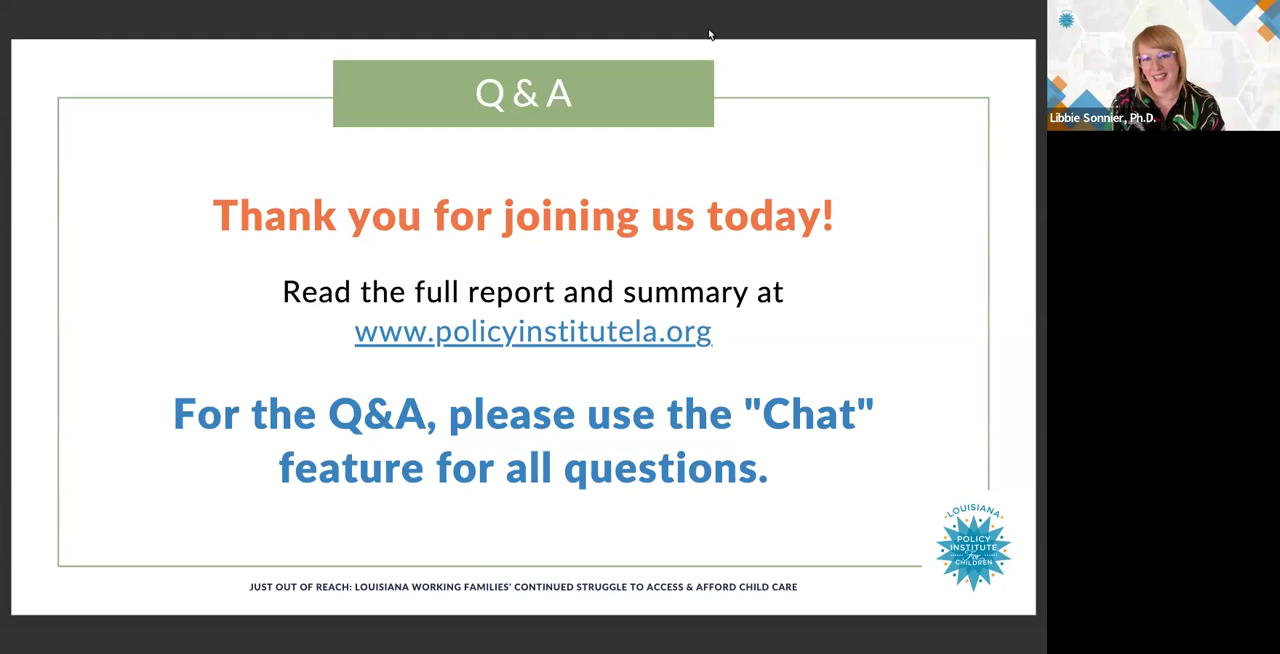 Q&A
Thank you for joining us today!
Read the full report and summary at
www.policyinstitutela.org
For the Q&A, please use the "Chat"
feature for all questions.
LOUISIANA
POLICY
INSTITUTE
For
CHILDREN
JUST OUT OF REACH: LOUISIANA WORKING FAMILIES' CONTINUED STRUGGLE TO ACCESS & AFFORD CHILD CARE
Libbie Sonnier, Ph.D.